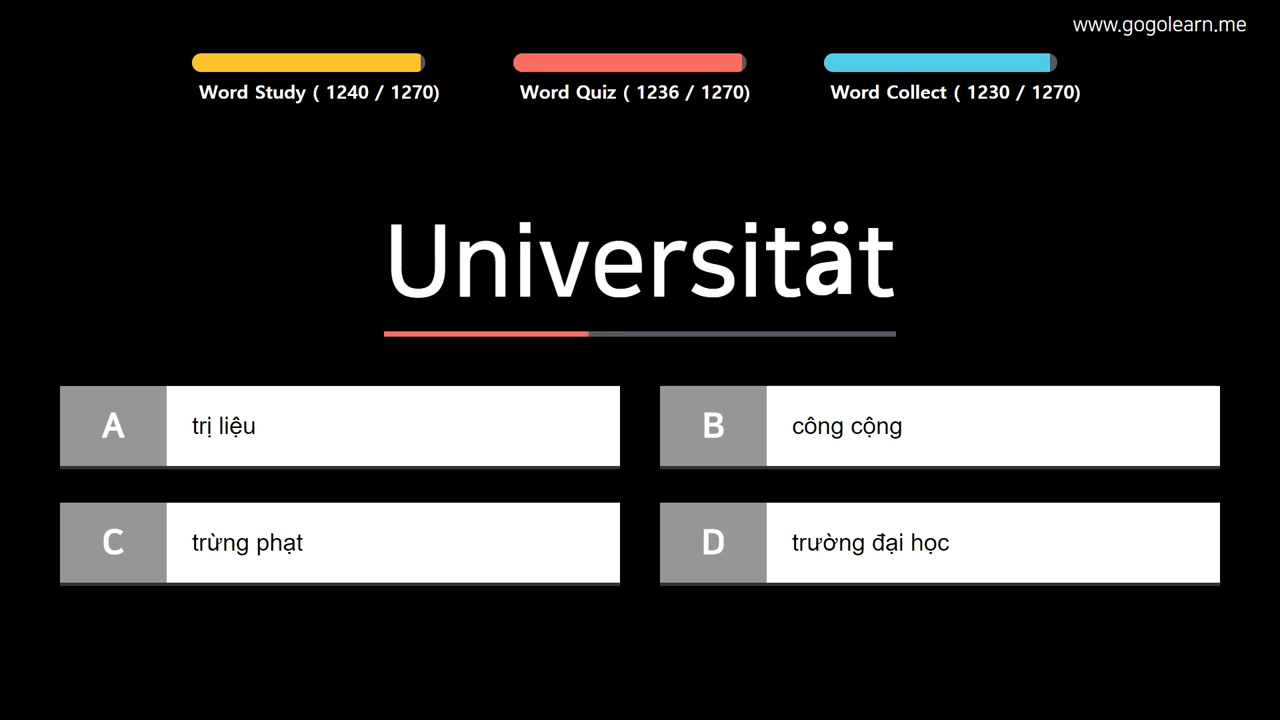 www.gogolearn.me
Word Study ( 1240 / 1270)
Word Quiz ( 1236 / 1270)
Word Collect ( 1230 / 1270)
Universität
A trị liệu
B công cộng
C trừng phạt
D trường đại học